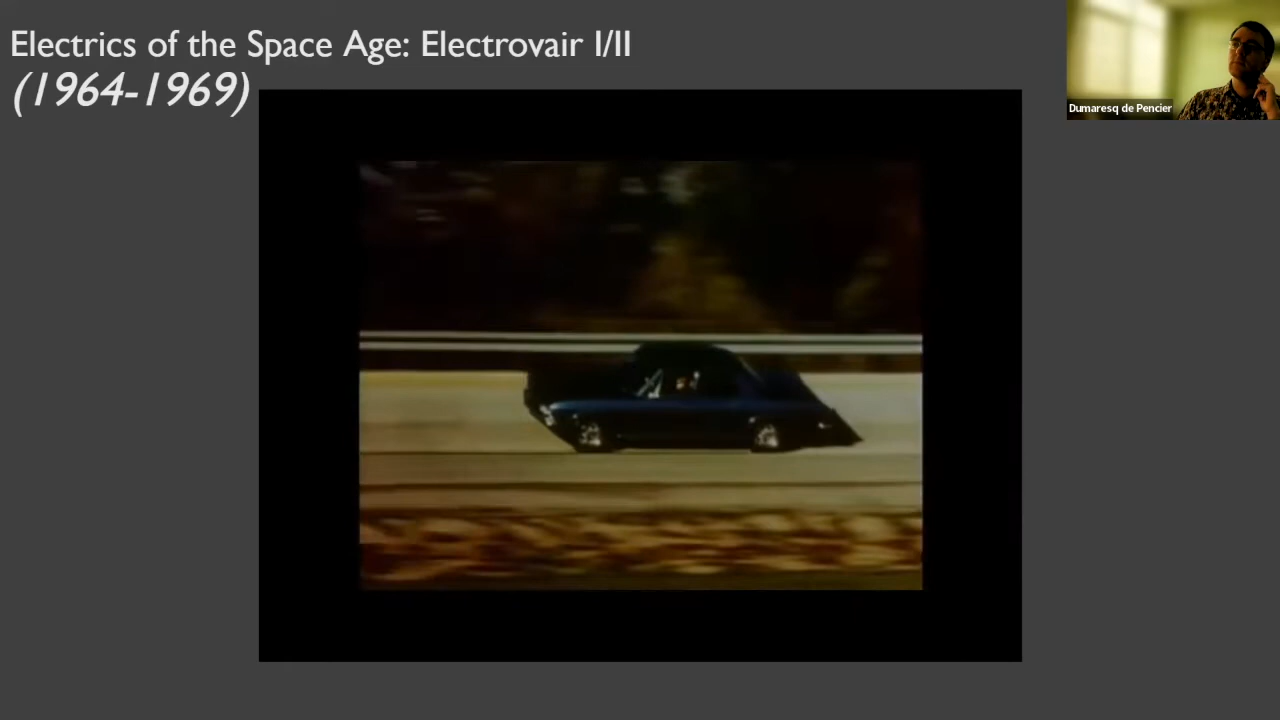 Electrics of the Space Age: Electrovair I/II
(1964-1969)
Dumaresq de Pencier